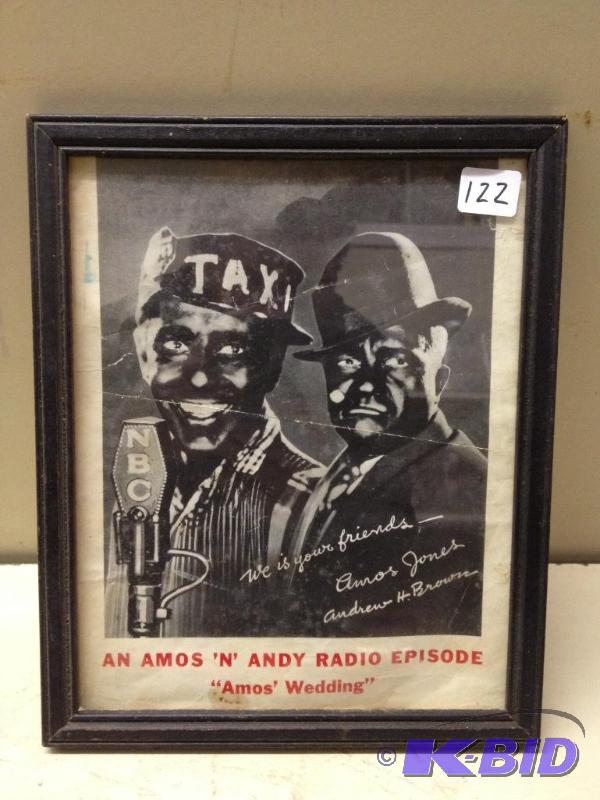 122
TAXI
NBC
We is your friends —
Amos Jones
Andrew H. Brown
AN AMOS 'N' ANDY RADIO EPISODE
"Amos' Wedding"
© K-BID